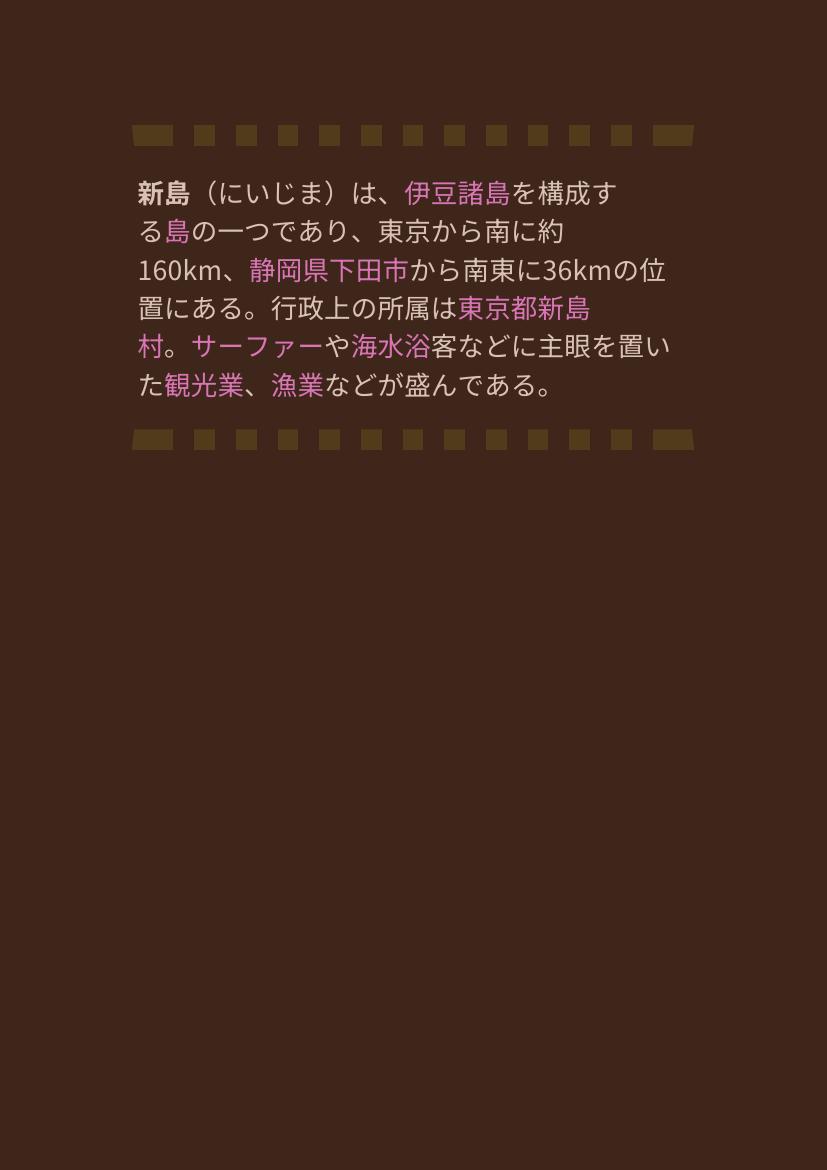 新島（にいじま）は、伊豆諸島を構成す
る島の一つであり、東京から南に約
160km、静岡県下田市から南東に36kmの位
置にある。行政上の所属は東京都新島
村。サーファーや海水浴客などに主眼を置い
た観光業、漁業などが盛んである。